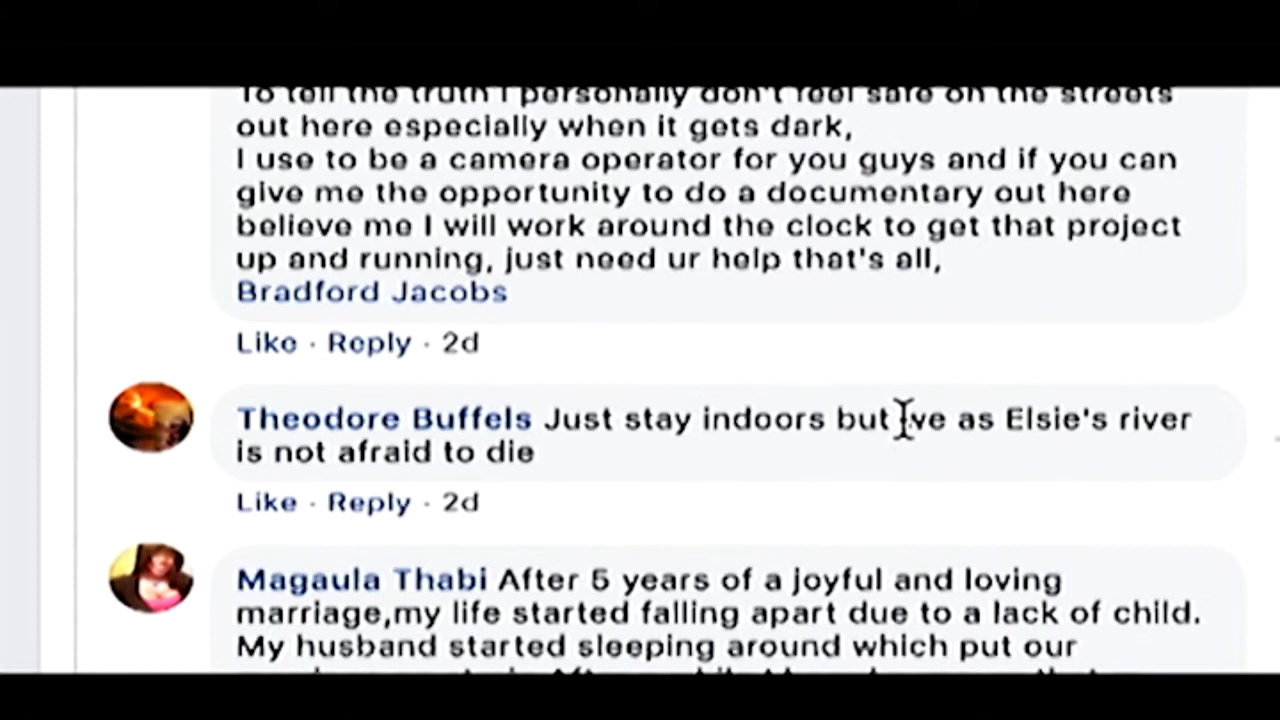 To tell the truth I personally don't feel safe on the streets
out here especially when it gets dark,
I use to be a camera operator for you guys and if you can
give me the opportunity to do a documentary out here
believe me I will work around the clock to get that project
up and running, just need ur help that's all,
Bradford Jacobs
Like · Reply · 2d
Theodore Buffels Just stay indoors but as Elsie's river
is not afraid to die
Like · Reply · 2d
Magaula Thabi After 5 years of a joyful and loving
marriage,my life started falling apart due to a lack of child.
My husband started sleeping around which put our